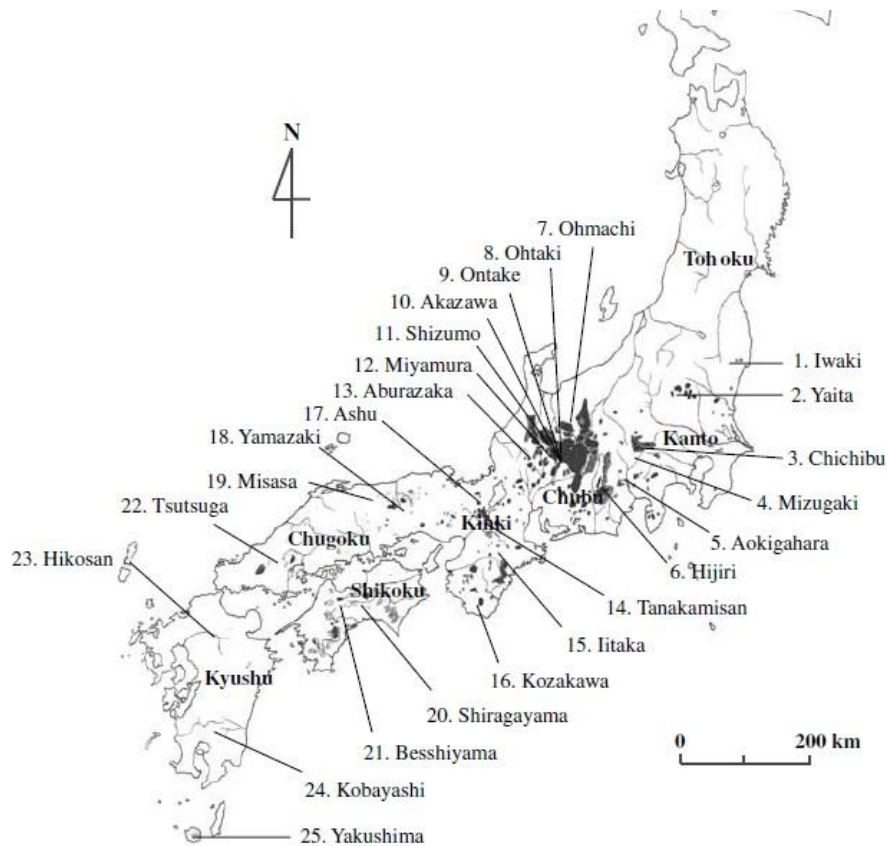 N
7. Ohmachi
8. Ohtaki
9. Ontake
10. Akazawa
11. Shizumo
12. Miyamura
13. Aburazaka
17. Ashu
18. Yamazaki
19. Misasa
22. Tsutsuga
23. Hikosan
Tohoku
1. Iwaki
2. Yaita
Kanto
3. Chichibu
4. Mizugaki
5. Aokigahara
6. Hijiri
Chubu
Kinki
Chugoku
Shikoku
Kyushu
14. Tanakamisan
15. Iitaka
16. Kozakawa
20. Shiragayama
21. Besshiyama
24. Kobayashi
25. Yakushima
0 200 km